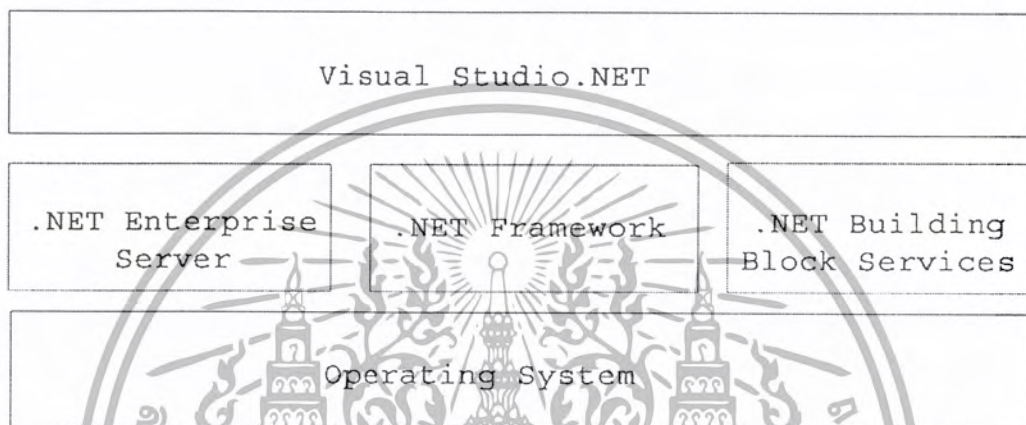 Visual Studio.NET
.NET Enterprise
Server
.NET Framework
.NET Building
Block Services
Operating System